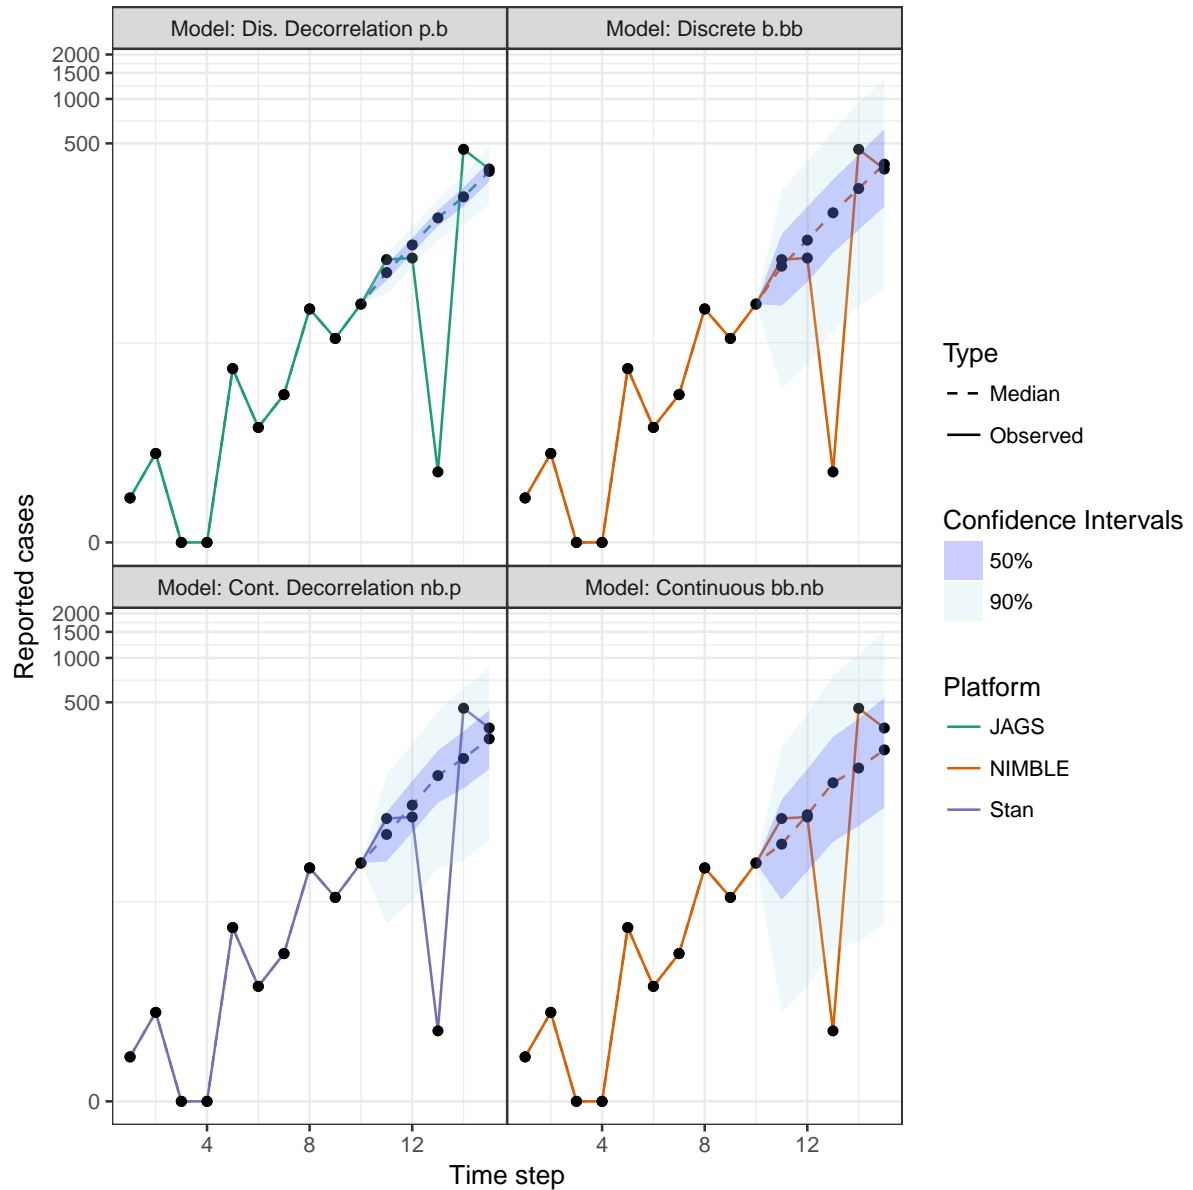 Model: Dis. Decorrelation p.b
Model: Discrete b.bb
2000
1500
1000
500
0
Model: Cont. Decorrelation nb.p
Model: Continuous bb.nb
2000
1500
1000
500
0
Reported cases
4
8
12
4
8
12
Time step
Type
Median
Observed
Confidence Intervals
50%
90%
Platform
JAGS
NIMBLE
Stan